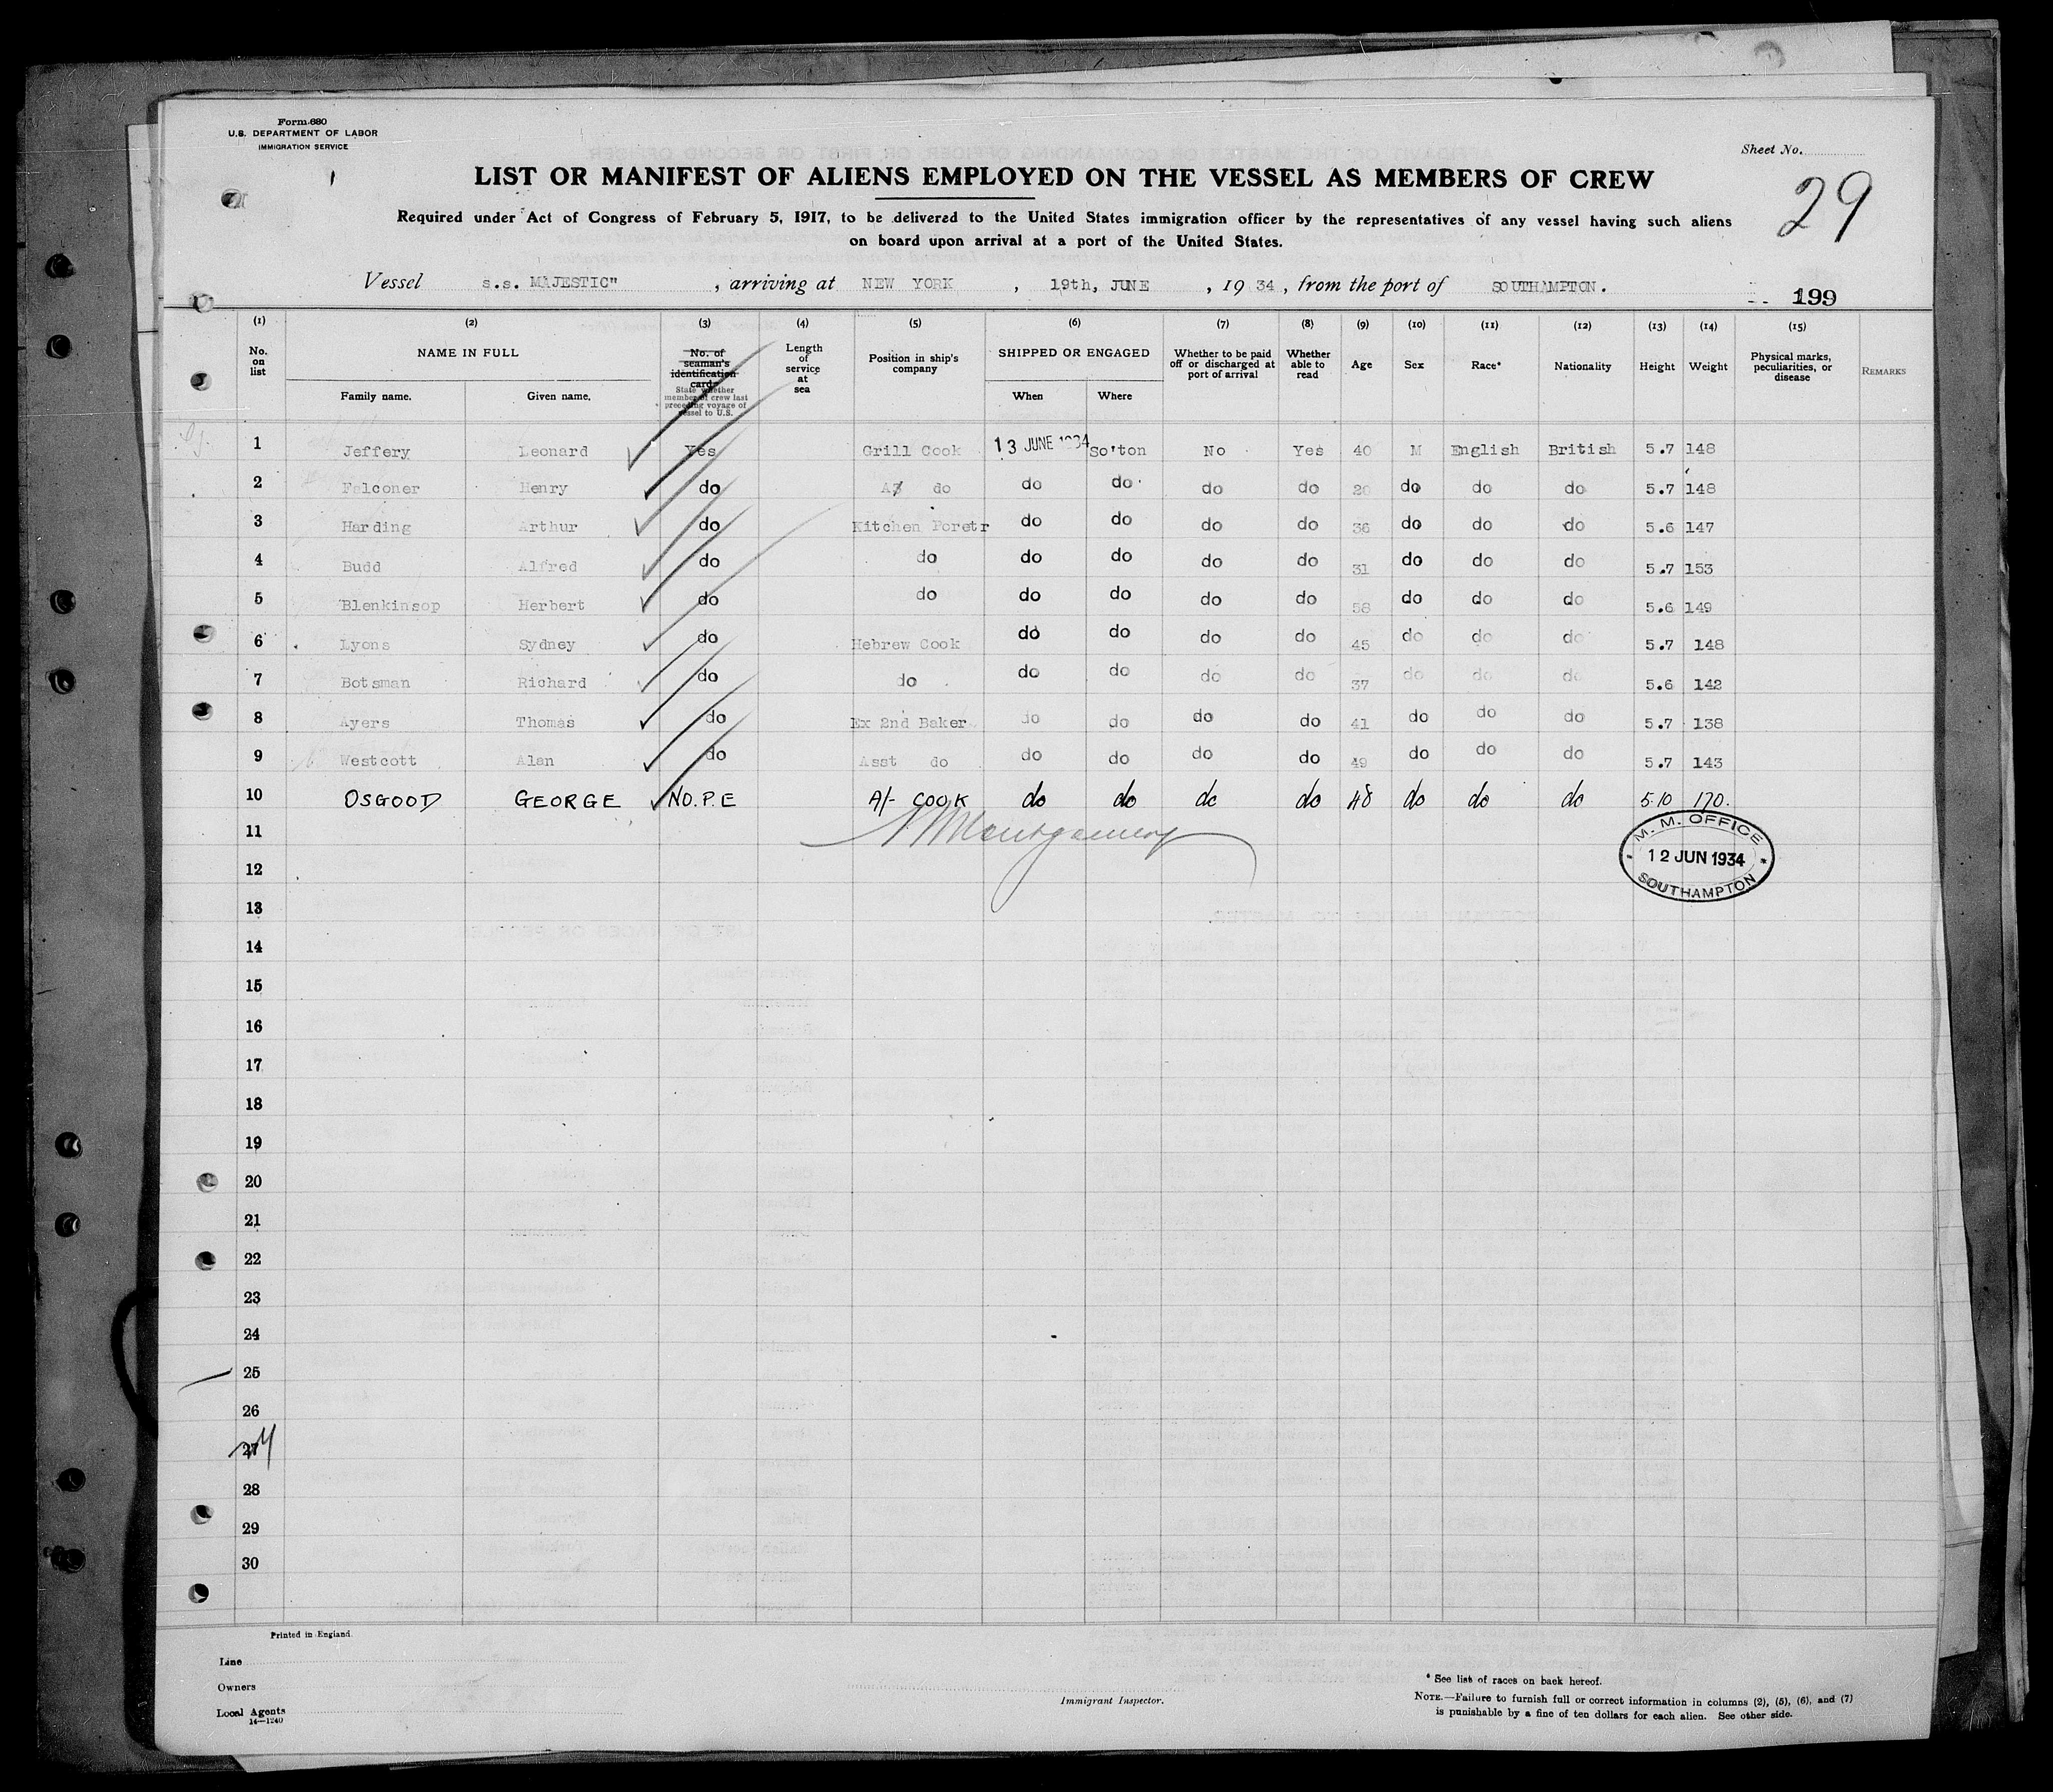 Form 680
U.S. DEPARTMENT OF LABOR
IMMIGRATION SERVICE
Sheet No.
LIST OR MANIFEST OF ALIENS EMPLOYED ON THE VESSEL AS MEMBERS OF CREW
29
Required under Act of Congress of February 5, 1917, to be delivered to the United States immigration officer by the representatives of any vessel having such aliens
on board upon arrival at a port of the United States.
Vessel s.s. MAJESTIC" , arriving at NEW YORK , 19th, JUNE , 19 34 , from the port of SOUTHAMPTON.
199
(1) (2) (3) (4) (5) (6) (7) (8) (9) (10) (11) (12) (13) (14) (15)
No. on list NAME IN FULL Family name. Given name. No. of seaman's identification card. State whether member of crew last preceding voyage of vessel to U.S. Length of service at sea Position in ship's company SHIPPED OR ENGAGED When Where Whether to be paid off or discharged at port of arrival Whether able to read Age Sex Race* Nationality Height Weight Physical marks, peculiarities, or disease REMARKS
1 Jeffery Leonard Yes Grill Cook 13 JUNE 1934 So'ton No Yes 40 M English British 5.7 148
2 Falconer Henry do do do do do do 20 do do do 5.7 148
3 Harding Arthur do Kitchen Poretr do do do do 36 do do do 5.6 147
4 Budd Alfred do do do do do do 31 do do do 5.7 153
5 Blenkinsop Herbert do do do do do do 58 do do do 5.6 149
6 Lyons Sydney do Hebrew Cook do do do do 45 do do do 5.7 148
7 Botsman Richard do do do do do do 37 do do do 5.6 142
8 Ayers Thomas do Ex 2nd Baker do do do do 41 do do do 5.7 138
9 Westcott Alan do Asst do do do do do 49 do do do 5.7 143
10 OSGOOD GEORGE NO.P.E A/- COOK do do do do 48 do do do 5.10 170.
11 Montgomery
M. M. OFFICE
12 JUN 1934
SOUTHAMPTON
12
13
14
15
16
17
18
19
20
21
22
23
24
25
26
27
28
29
30
Printed in England
Line
Owners
Local Agents
14—1240
Immigrant Inspector.
* See list of races on back hereof.
NOTE.—Failure to furnish full or correct information in columns (2), (5), (6), and (7)
is punishable by a fine of ten dollars for each alien. See other side.